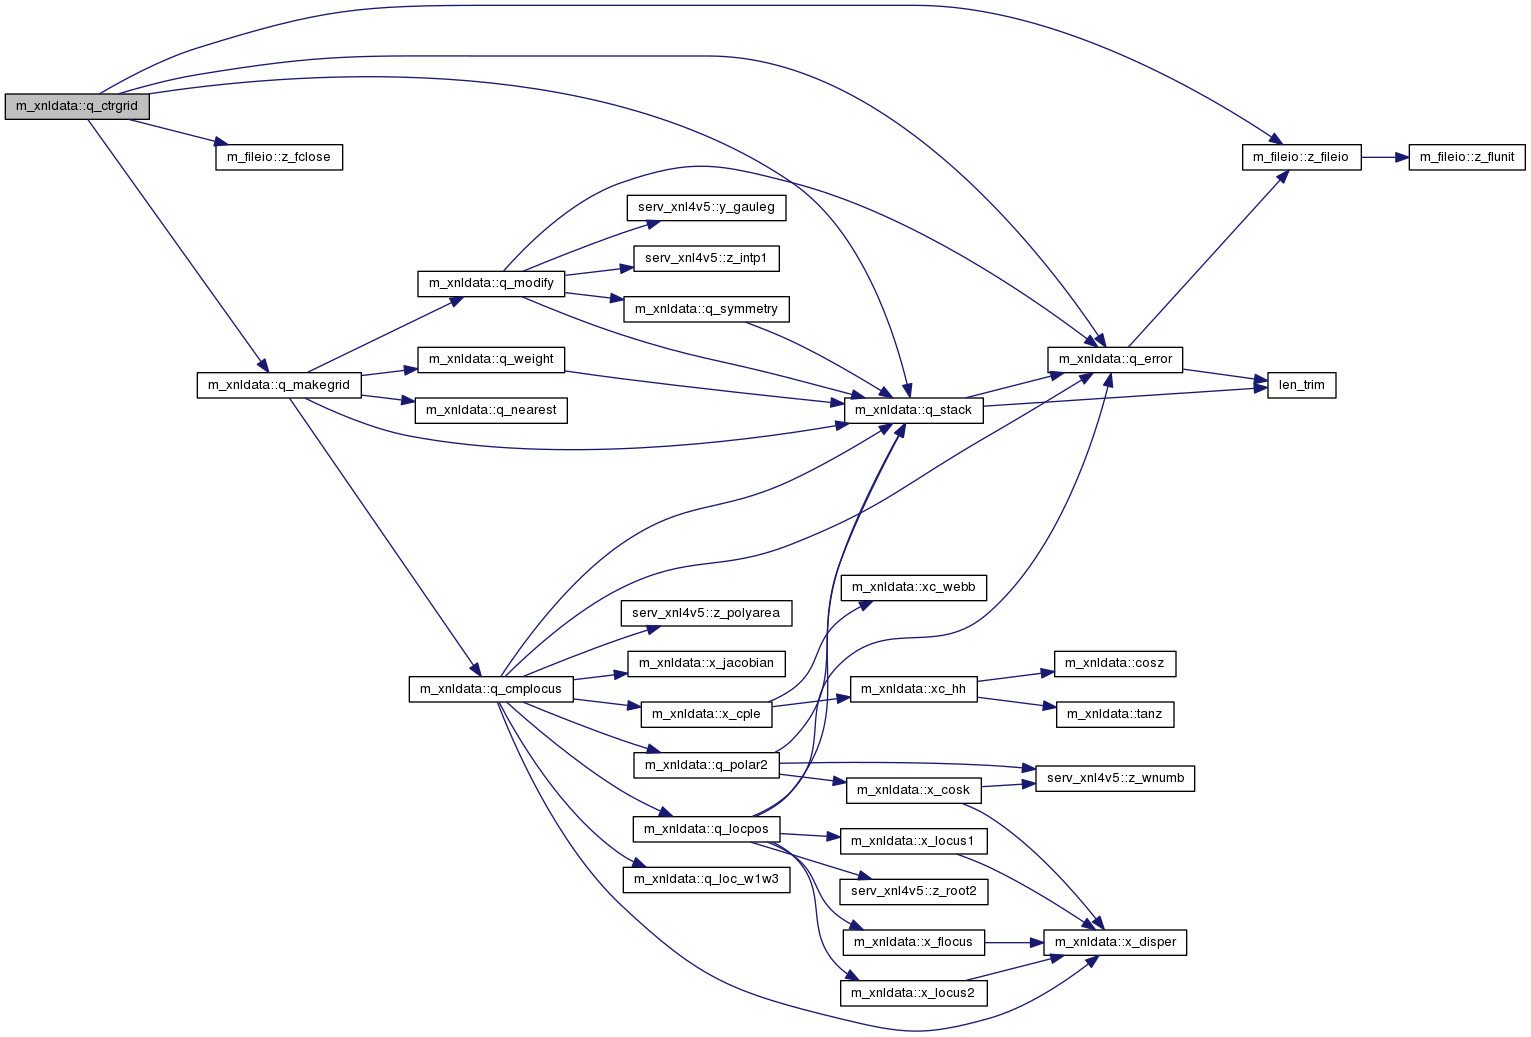 m_xnldata::q_ctrgrid
m_fileio::z_fclose
m_fileio::z_fileio
m_fileio::z_flunit
serv_xnl4v5::y_gauleg
serv_xnl4v5::z_intp1
m_xnldata::q_modify
m_xnldata::q_symmetry
m_xnldata::q_weight
m_xnldata::q_error
m_xnldata::q_makegrid
len_trim
m_xnldata::q_nearest
m_xnldata::q_stack
m_xnldata::xc_webb
serv_xnl4v5::z_polyarea
m_xnldata::x_jacobian
m_xnldata::cosz
m_xnldata::q_cmplocus
m_xnldata::xc_hh
m_xnldata::x_cple
m_xnldata::tanz
m_xnldata::q_polar2
serv_xnl4v5::z_wnumb
m_xnldata::x_cosk
m_xnldata::q_locpos
m_xnldata::x_locus1
m_xnldata::q_loc_w1w3
serv_xnl4v5::z_root2
m_xnldata::x_flocus
m_xnldata::x_disper
m_xnldata::x_locus2